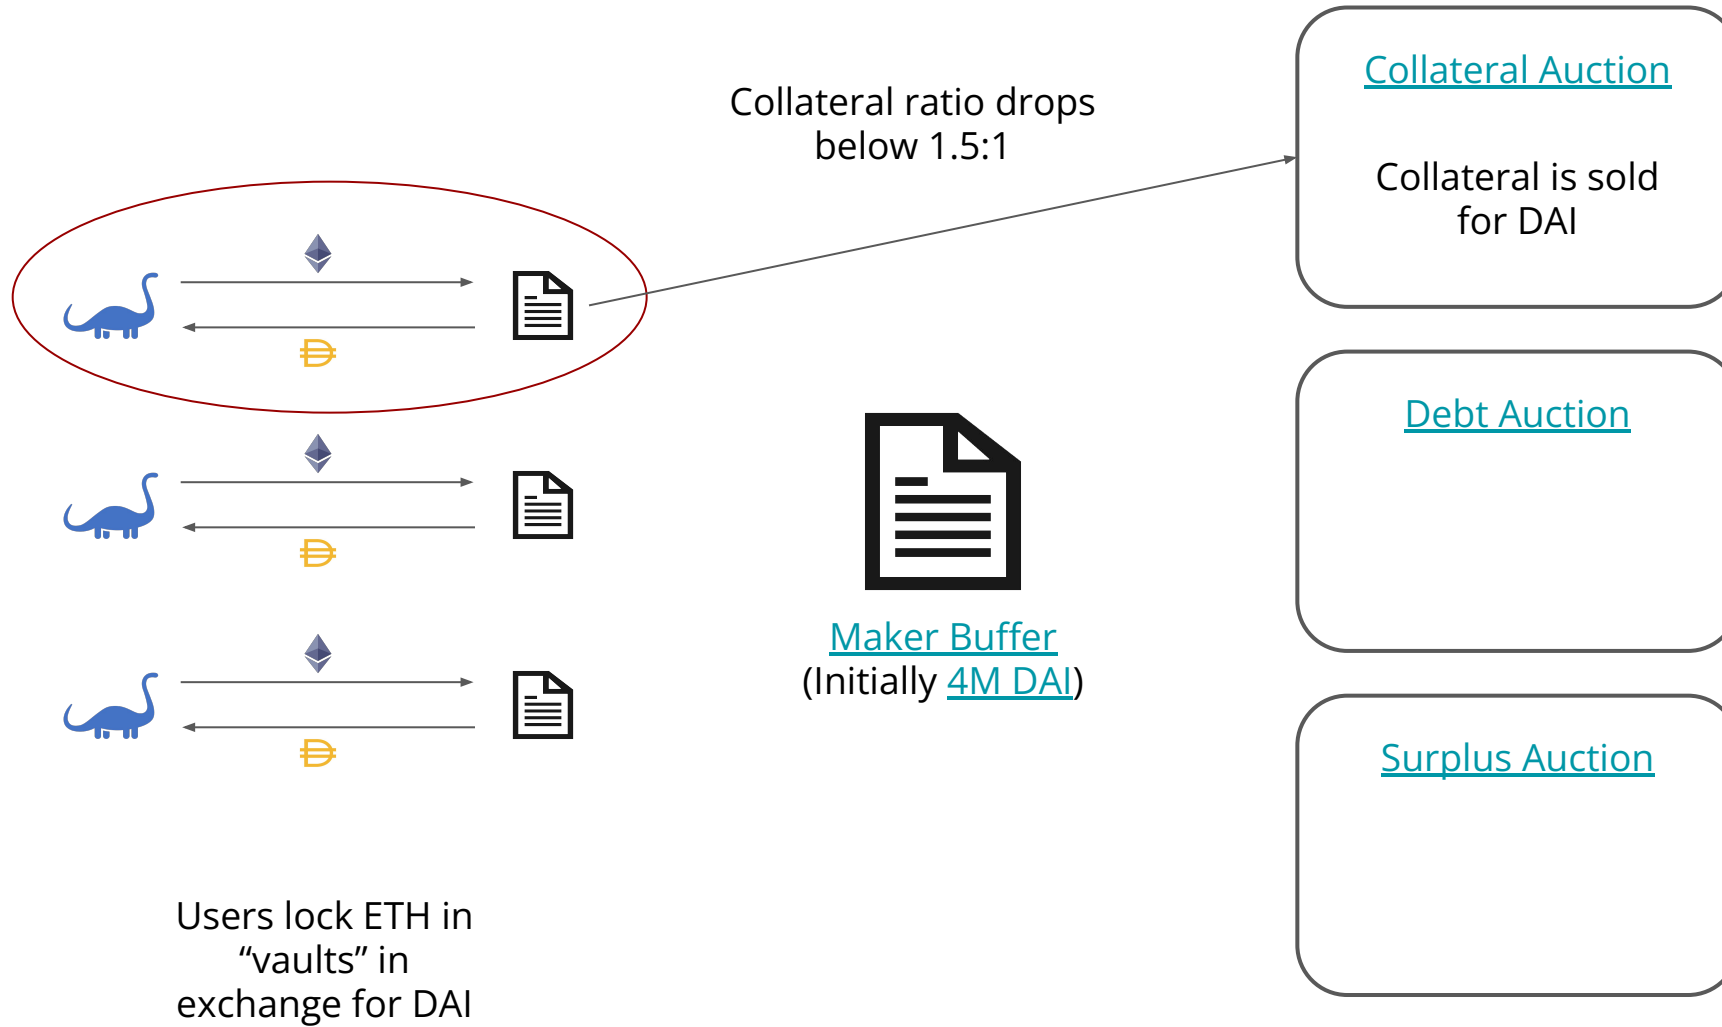 Collateral ratio drops
below 1.5:1
Collateral Auction
Collateral is sold
for DAI
Debt Auction
Maker Buffer
(Initially 4M DAI)
Surplus Auction
Users lock ETH in
“vaults” in
exchange for DAI